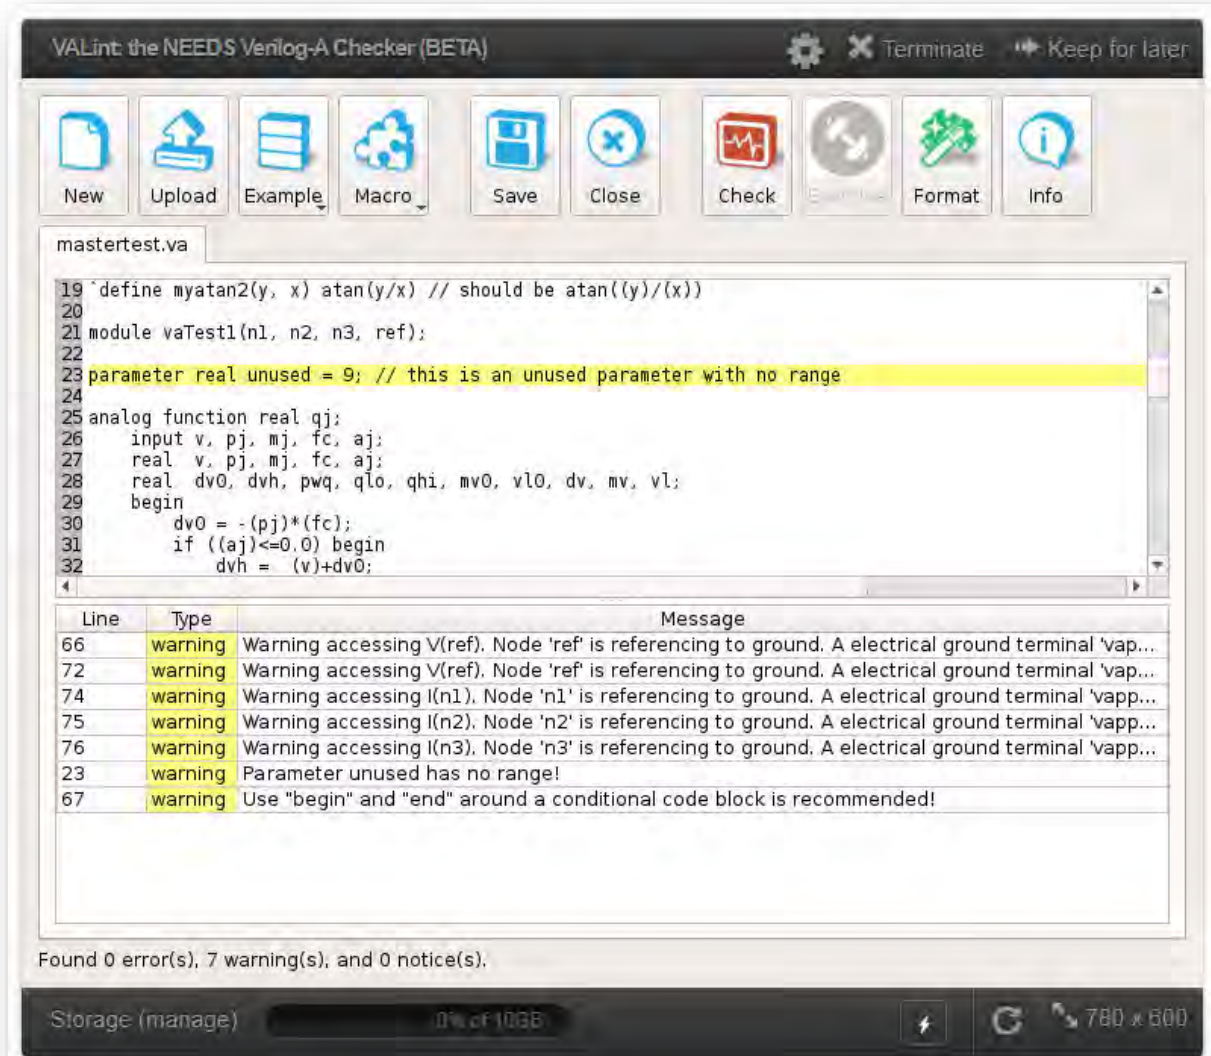 VALint: the NEEDS Verilog-A Checker (BETA) Terminate Keep for later
New Upload Example Macro Save Close Check Format Info
mastertest.va
19 `define myatan2(y, x) atan(y/x) // should be atan((y)/(x))
20
21 module vaTest1(n1, n2, n3, ref);
22
23 parameter real unused = 9; // this is an unused parameter with no range
24
25 analog function real qj;
26 input v, pj, mj, fc, aj;
27 real v, pj, mj, fc, aj;
28 real dv0, dvh, pwq, qlo, qhi, mv0, vl0, dv, mv, vl;
29 begin
30 dv0 = -(pj)*(fc);
31 if ((aj)<=0.0) begin
32 dvh = (v)+dv0;
Line Type Message
66 warning Warning accessing V(ref). Node 'ref' is referencing to ground. A electrical ground terminal 'vap...
72 warning Warning accessing V(ref). Node 'ref' is referencing to ground. A electrical ground terminal 'vap...
74 warning Warning accessing I(n1). Node 'n1' is referencing to ground. A electrical ground terminal 'vapp...
75 warning Warning accessing I(n2). Node 'n2' is referencing to ground. A electrical ground terminal 'vapp...
76 warning Warning accessing I(n3). Node 'n3' is referencing to ground. A electrical ground terminal 'vapp...
23 warning Parameter unused has no range!
67 warning Use "begin" and "end" around a conditional code block is recommended!
Found 0 error(s), 7 warning(s), and 0 notice(s).
Storage (manage) 0% of 10GB 780 x 600